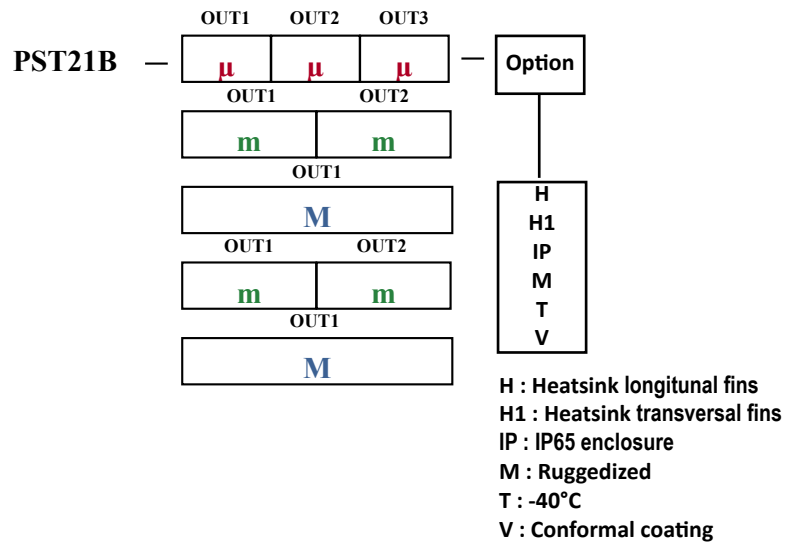 OUT1 OUT2 OUT3
PST21B — µ µ µ — Option
OUT1 OUT2
m m
OUT1
M
OUT1 OUT2
m m
OUT1
M
H
H1
IP
M
T
V
H : Heatsink longitunal fins
H1 : Heatsink transversal fins
IP : IP65 enclosure
M : Ruggedized
T : -40°C
V : Conformal coating